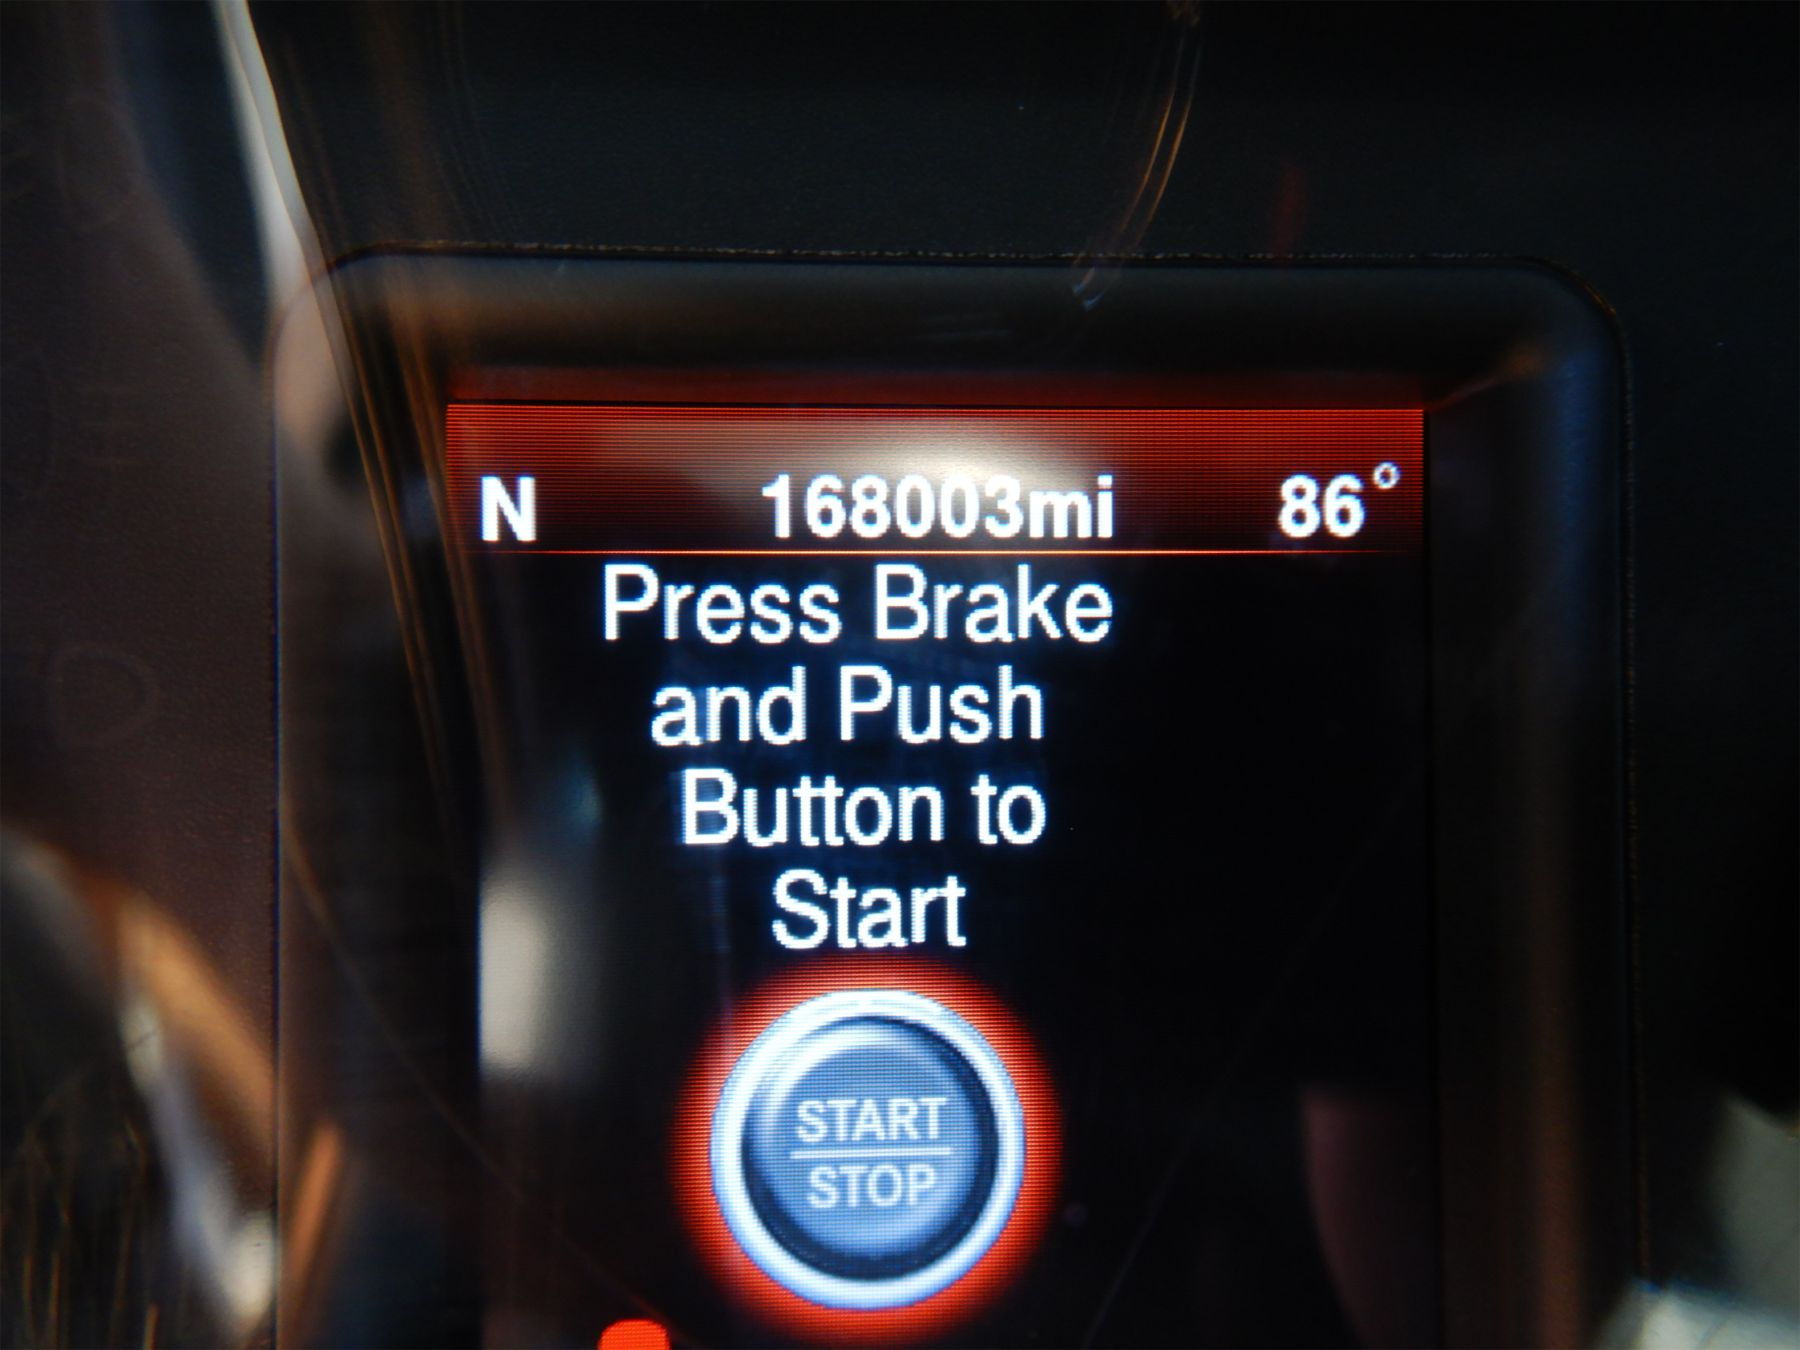 N 168003mi 86°
Press Brake
and Push
Button to
Start
START
STOP